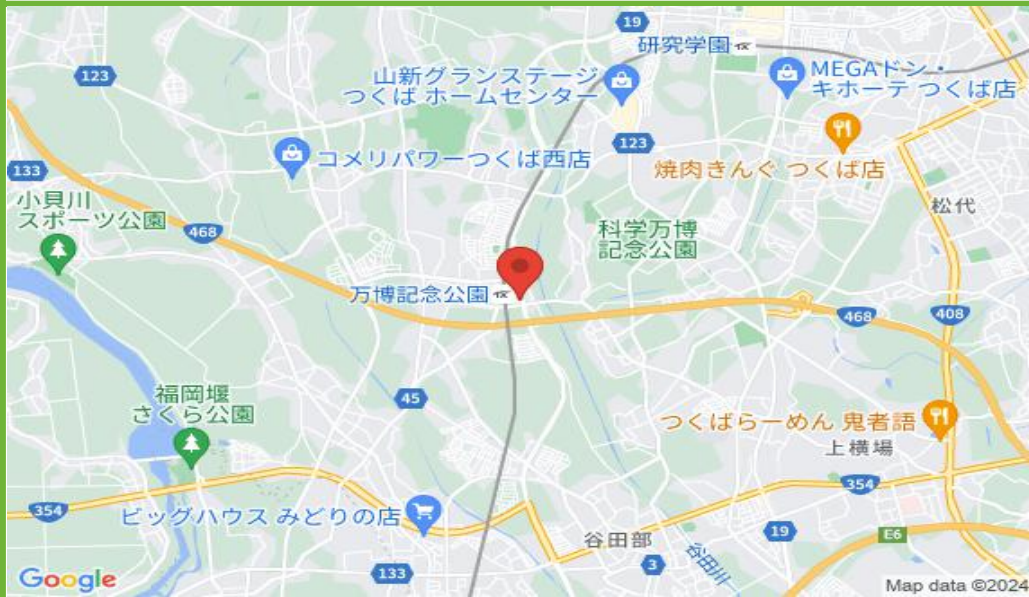 19
研究学園
123
山新グランステージ
つくば ホームセンター
MEGAドン・
キホーテ つくば店
123
コメリパワーつくば西店
焼肉きんぐ つくば店
133
小貝川
スポーツ公園
松代
468
科学万博
記念公園
万博記念公園
468
408
45
福岡堰
さくら公園
つくばらーめん 鬼者語
上横場
354
354
ビッグハウス みどりの店
谷田部
19
E6
133
3
谷田川
Google
Map data ©2024